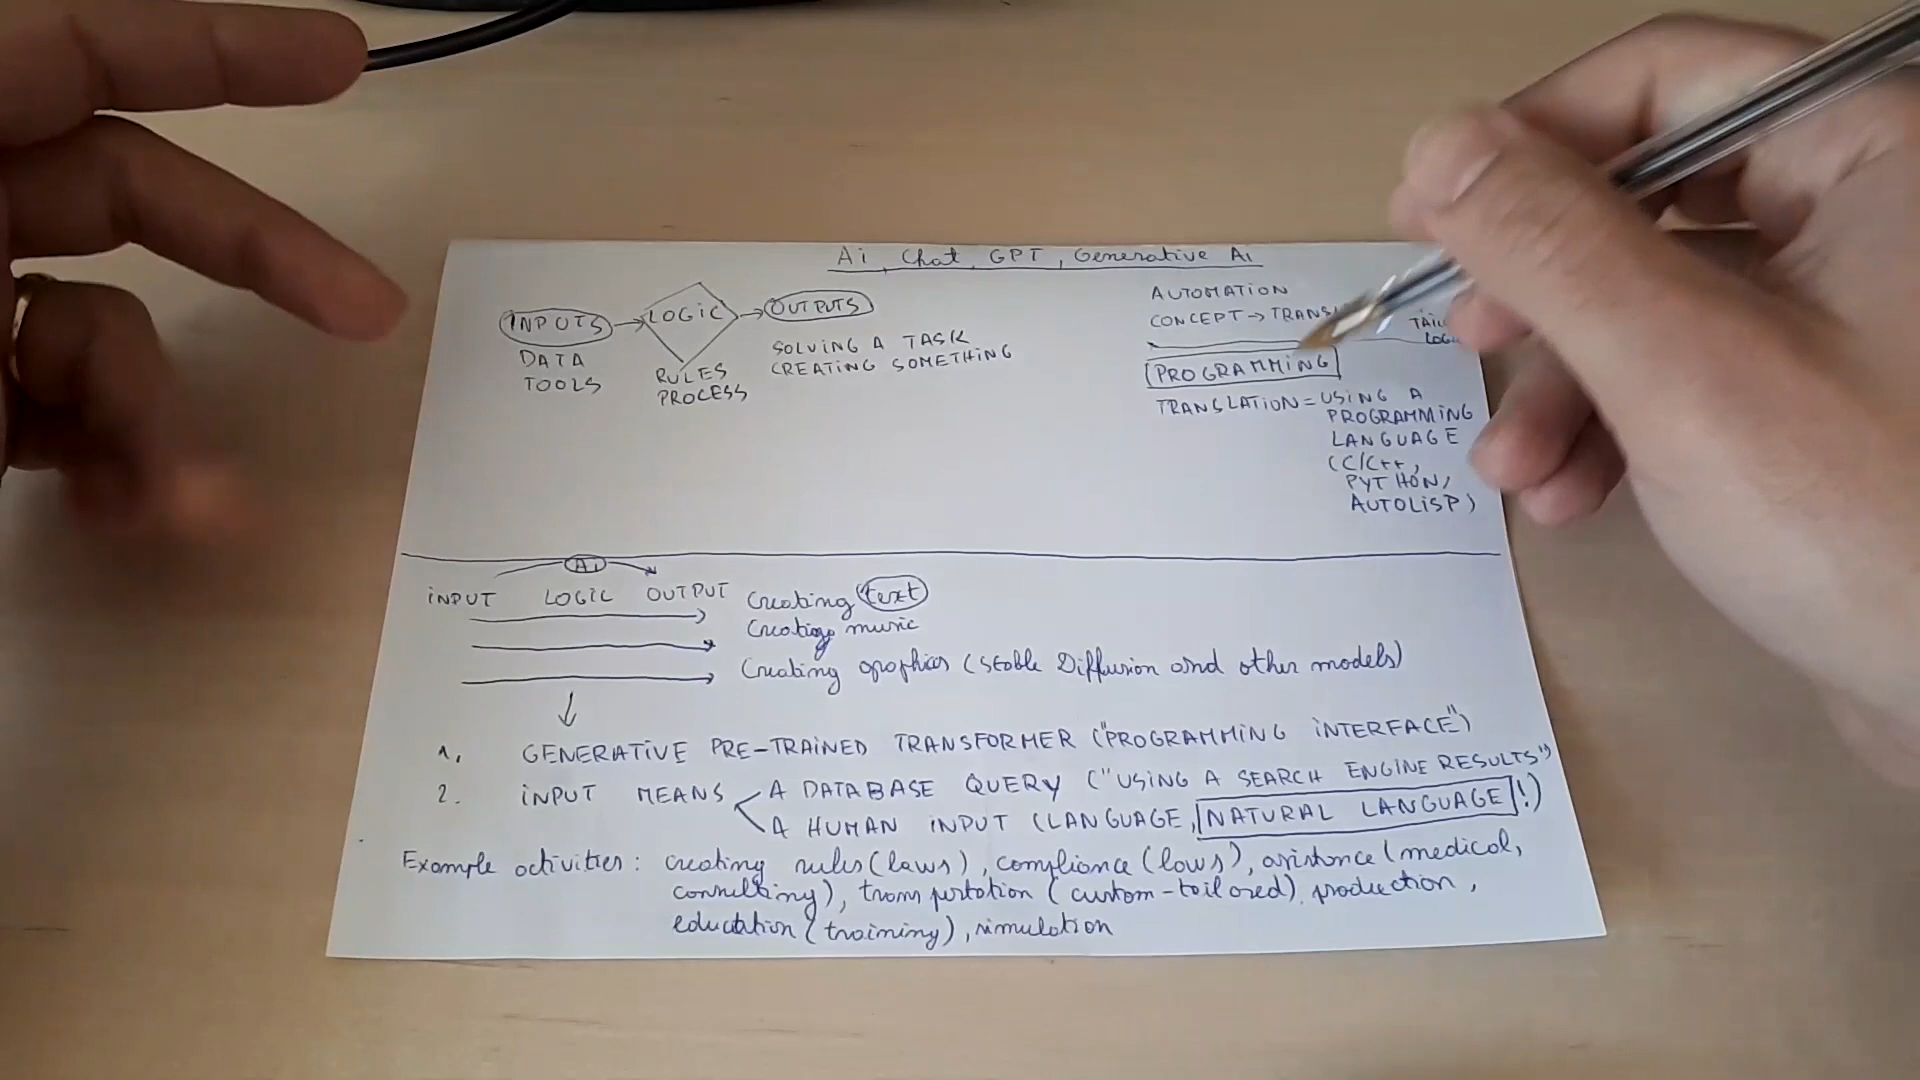 Ai, Chat GPT, Generative Ai
INPUTS → LOGIC → OUTPUTS
DATA
TOOLS
RULES
PROCESS
SOLVING A TASK
CREATING SOMETHING
AUTOMATION
CONCEPT →
PROGRAMMING
TRANSLATION = USING A
PROGRAMMING
LANGUAGE
(C/C++,
PYTHON,
AUTOLISP)
Ai
INPUT LOGIC OUTPUT
Creating text
Creating music
Creating graphics (Stable Diffusion and other models)
1. GENERATIVE PRE-TRAINED TRANSFORMER ("PROGRAMMING INTERFACE")
2. INPUT MEANS
A DATABASE QUERY ("USING A SEARCH ENGINE RESULTS")
A HUMAN INPUT (LANGUAGE, NATURAL LANGUAGE!)
Example activities: creating rules (laws), compliance (laws), assistance (medical,
consulting), transportation (custom-tailored), production,
education (training), simulation